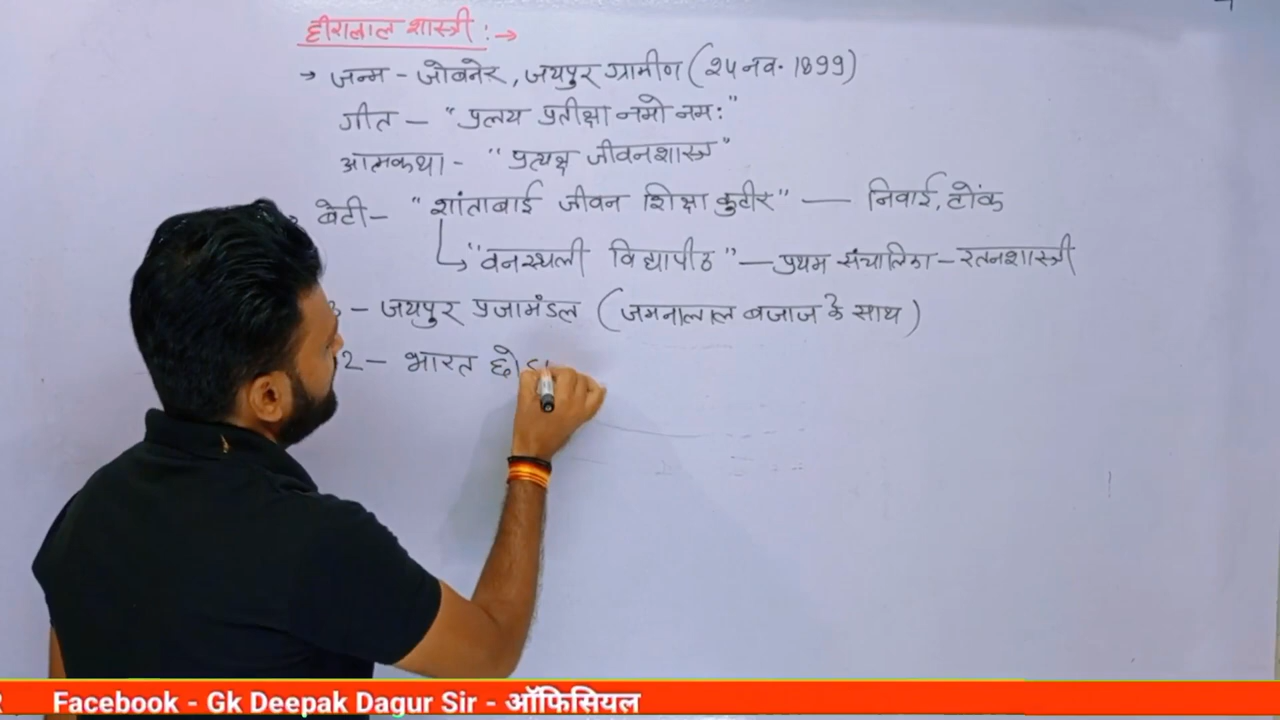 हीरालाल शास्त्री :→
→ जन्म - जोबनेर, जयपुर ग्रामीण (24 नव. 1899)
गीत - "प्रलय प्रतीक्षा नमो नमः"
आत्मकथा - "प्रत्यक्ष जीवनशास्त्र"
बेटी - "शांताबाई जीवन शिक्षा कुटीर" — निवाई, टोंक
↳ "वनस्थली विद्यापीठ" — प्रथम संचालिका - रतनशास्त्री
- जयपुर प्रजामंडल (जमनालाल बजाज के साथ)
2 - भारत छोड़
Facebook - Gk Deepak Dagur Sir - ऑफिसियल